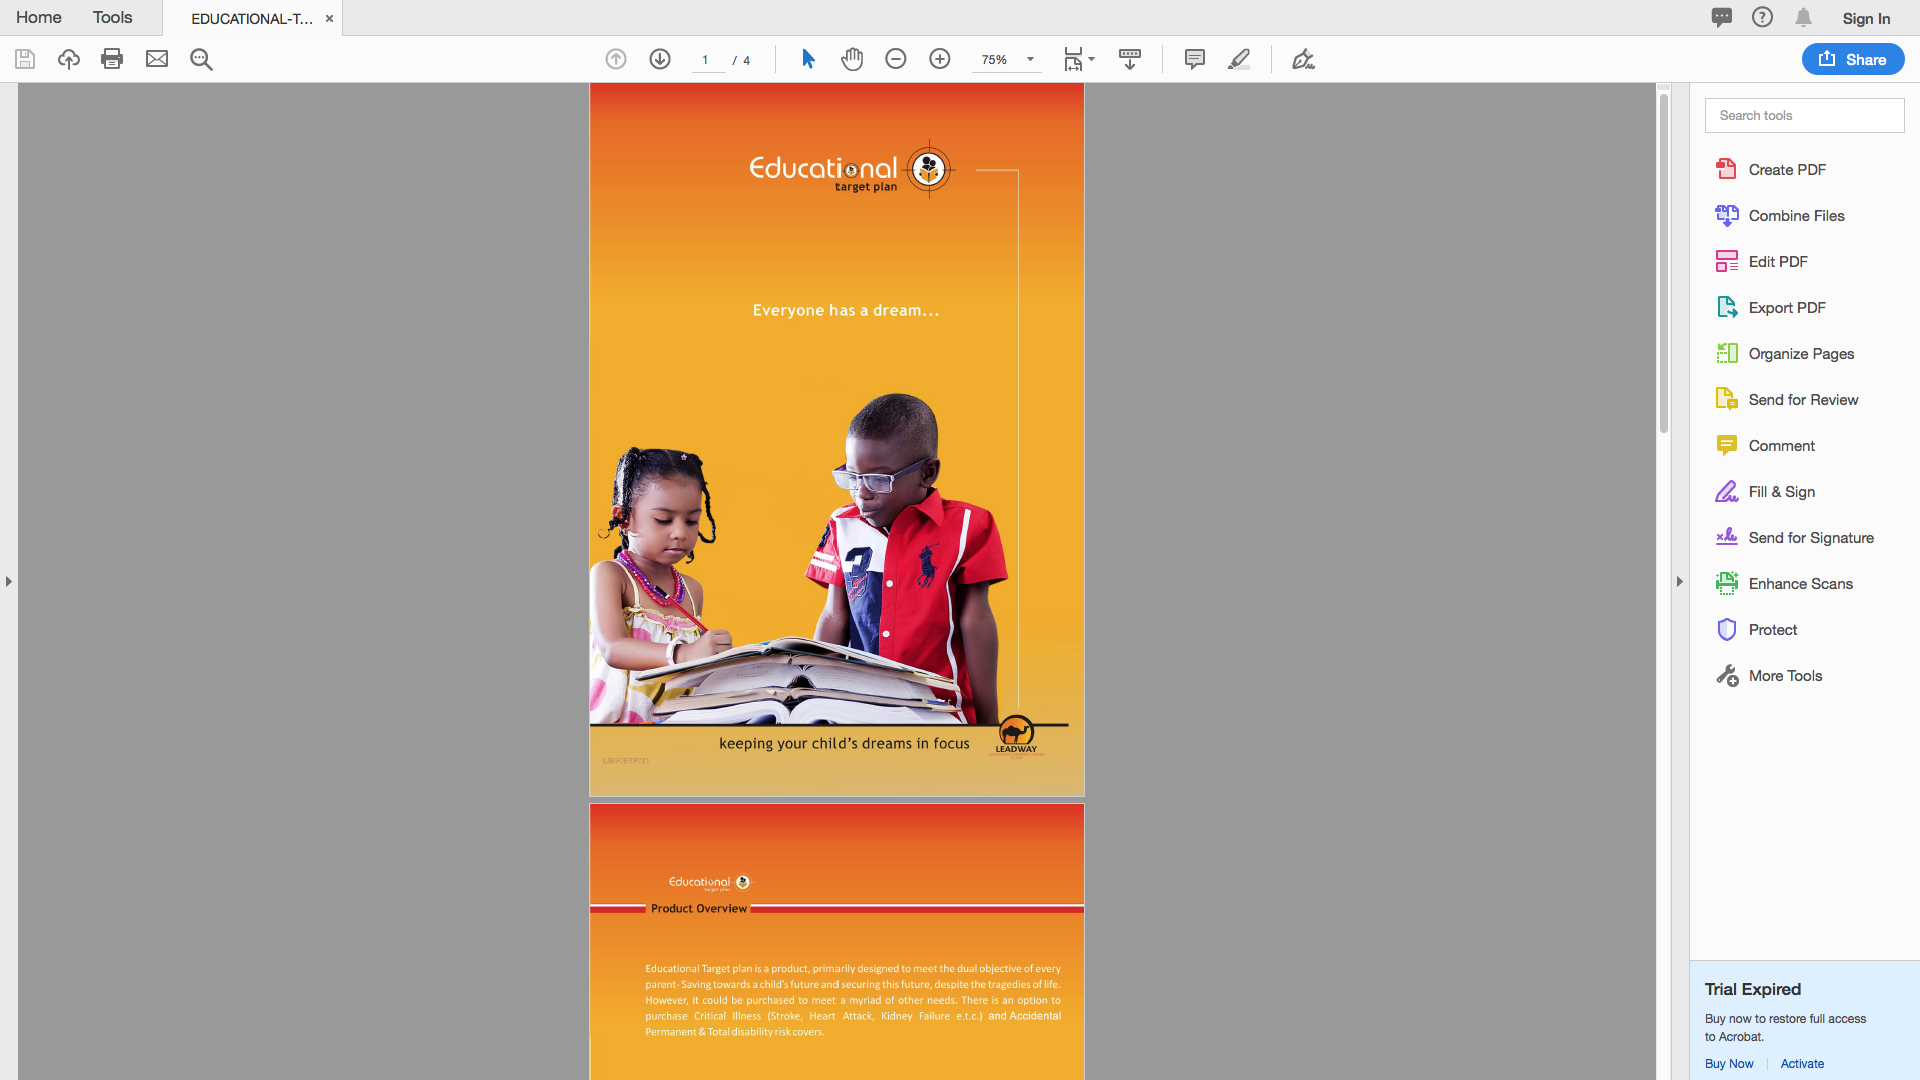 Home
Tools
EDUCATIONAL-T...
Sign In
1 / 4
75%
Share
Educational
target plan
Everyone has a dream...
3
keeping your child's dreams in focus
LEADWAY
LB/F/ETP/31
Educational
target plan
Product Overview
Educational Target plan is a product, primarily designed to meet the dual objective of every
parent- Saving towards a child's future and securing this future, despite the tragedies of life.
However, it could be purchased to meet a myriad of other needs. There is an option to
purchase Critical Illness (Stroke, Heart Attack, Kidney Failure e.t.c.) and Accidental
Permanent & Total disability risk covers.
Search tools
Create PDF
Combine Files
Edit PDF
Export PDF
Organize Pages
Send for Review
Comment
Fill & Sign
Send for Signature
Enhance Scans
Protect
More Tools
Trial Expired
Buy now to restore full access
to Acrobat.
Buy Now
Activate